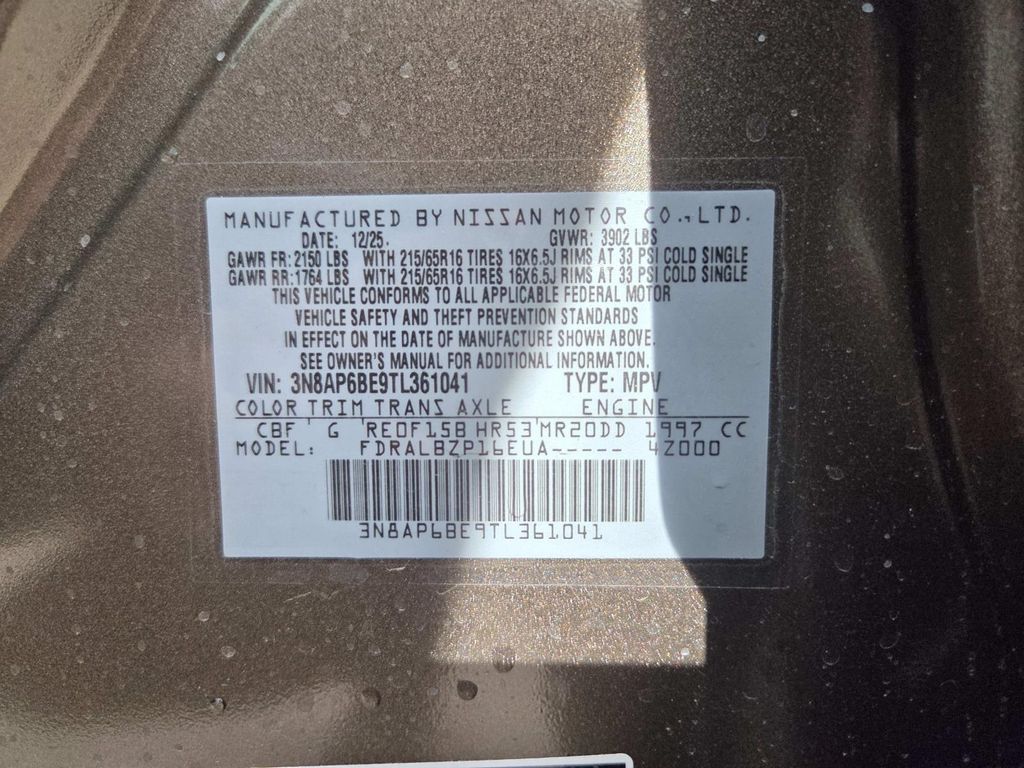 MANUFACTURED BY NISSAN MOTOR CO.,LTD.
DATE: 12/25. GVWR: 3902 LBS
GAWR FR: 2150 LBS WITH 215/65R16 TIRES 16X6.5J RIMS AT 33 PSI COLD SINGLE
GAWR RR: 1764 LBS WITH 215/65R16 TIRES 16X6.5J RIMS AT 33 PSI COLD SINGLE
THIS VEHICLE CONFORMS TO ALL APPLICABLE FEDERAL MOTOR
VEHICLE SAFETY AND THEFT PREVENTION STANDARDS
IN EFFECT ON THE DATE OF MANUFACTURE SHOWN ABOVE.
SEE OWNER'S MANUAL FOR ADDITIONAL INFORMATION.
VIN: 3N8AP6BE9TL361041 TYPE: MPV
COLOR TRIM TRANS AXLE ENGINE
CBF ' G 'RE0F15B HR53'MR20DD 1997 CC
MODEL: FDRALBZP16EUA----- 4Z000
3N8AP6BE9TL361041